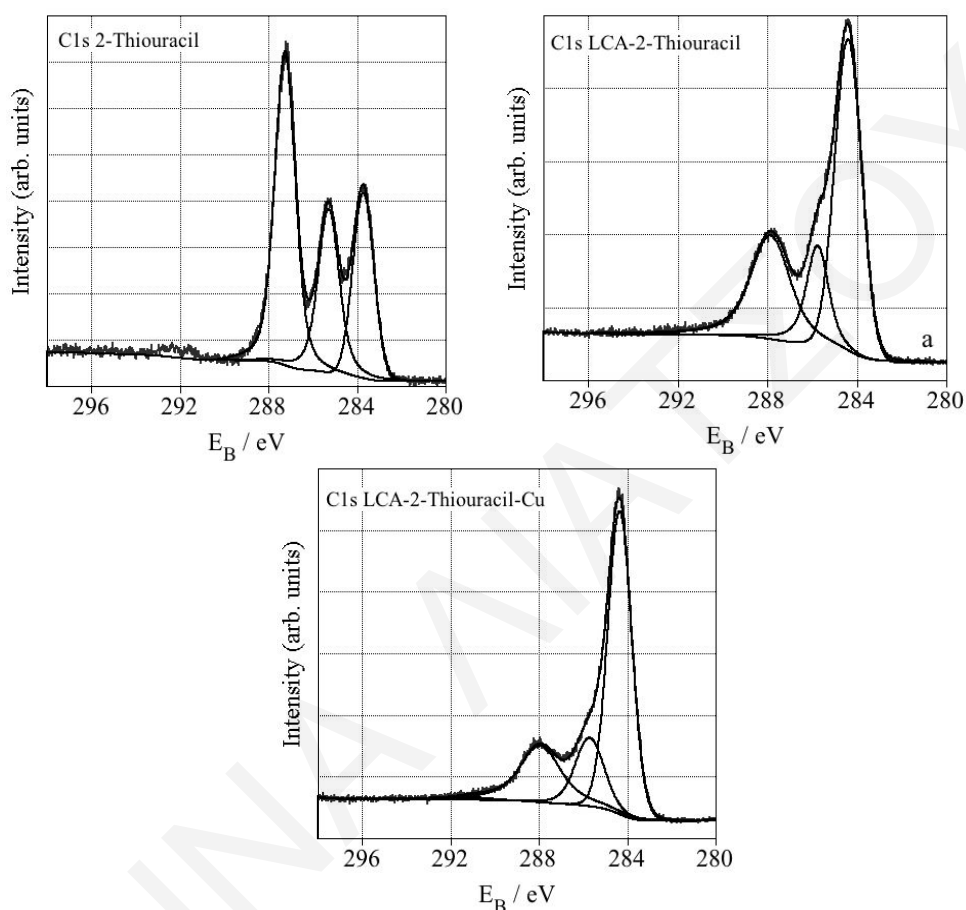 C1s 2-Thiouracil
Intensity (arb. units)
296 292 288 284 280
E_B / eV
C1s LCA-2-Thiouracil
Intensity (arb. units)
a
296 292 288 284 280
E_B / eV
C1s LCA-2-Thiouracil-Cu
Intensity (arb. units)
296 292 288 284 280
E_B / eV